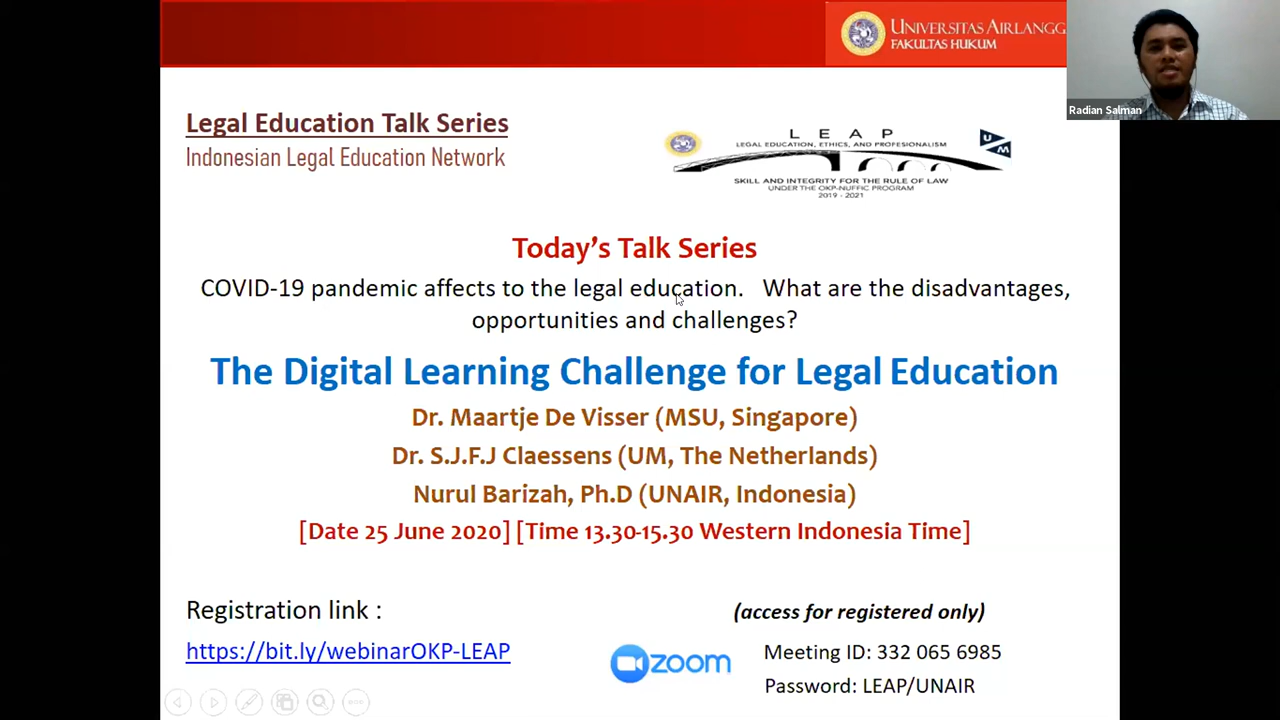 UNIVERSITAS AIRLANGG
FAKULTAS HUKUM
Radian Salman
Legal Education Talk Series
Indonesian Legal Education Network
LEAP
LEGAL EDUCATION, ETHICS, AND PROFESIONALISM
SKILL AND INTEGRITY FOR THE RULE OF LAW
UNDER THE OKP-NUFFIC PROGRAM
2019 - 2021
U
M
Today's Talk Series
COVID-19 pandemic affects to the legal education. What are the disadvantages,
opportunities and challenges?
The Digital Learning Challenge for Legal Education
Dr. Maartje De Visser (MSU, Singapore)
Dr. S.J.F.J Claessens (UM, The Netherlands)
Nurul Barizah, Ph.D (UNAIR, Indonesia)
[Date 25 June 2020] [Time 13.30-15.30 Western Indonesia Time]
Registration link :
https://bit.ly/webinarOKP-LEAP
(access for registered only)
zoom
Meeting ID: 332 065 6985
Password: LEAP/UNAIR